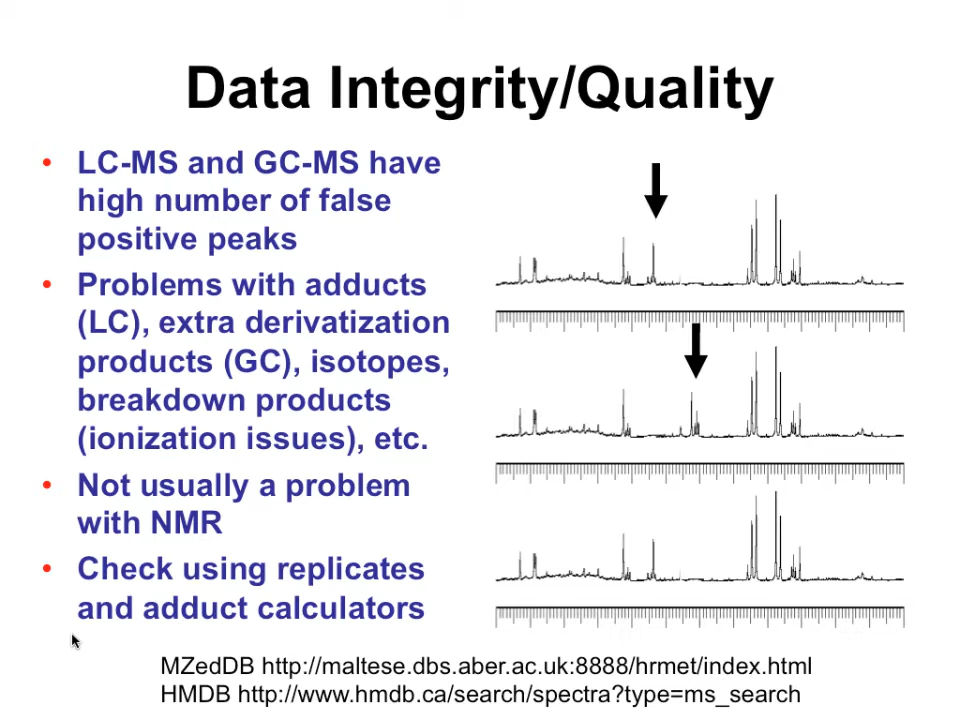 Data Integrity/Quality
• LC-MS and GC-MS have
high number of false
positive peaks
• Problems with adducts
(LC), extra derivatization
products (GC), isotopes,
breakdown products
(ionization issues), etc.
• Not usually a problem
with NMR
• Check using replicates
and adduct calculators
MZedDB http://maltese.dbs.aber.ac.uk:8888/hrmet/index.html
HMDB http://www.hmdb.ca/search/spectra?type=ms_search